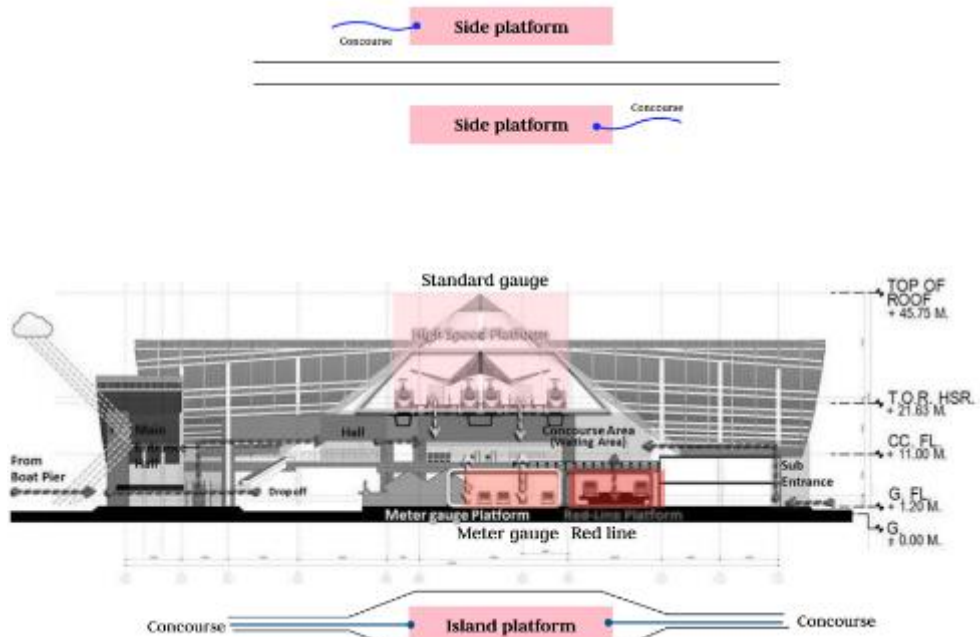 Side platform
Concourse
Concourse
Side platform
Standard gauge
High Speed Platform
TOP OF
ROOF
+ 45.75 M.
T.O.R. HSR.
+ 21.63 M.
Main
Hall
Hall
Concourse Area
(Waiting Area)
CC. FL.
+ 11.00 M.
From
Boat Pier
Drop off
Sub
Entrance
G. FL.
+ 1.20 M.
Meter gauge Platform
Red-Line Platform
G.
± 0.00 M.
Meter gauge
Red line
Concourse
Island platform
Concourse